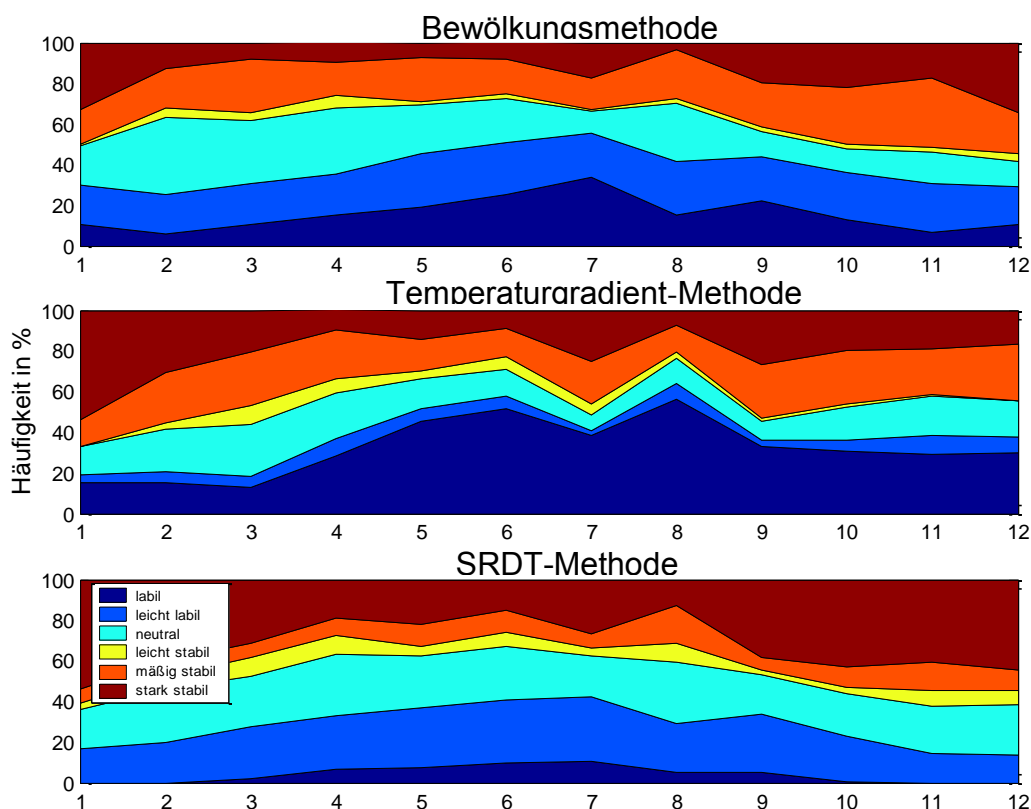 Bewölkungsmethode
100
80
60
40
20
0
1 2 3 4 5 6 7 8 9 10 11 12
Temperaturgradient-Methode
Häufigkeit in %
100
80
60
40
20
0
1 2 3 4 5 6 7 8 9 10 11 12
SRDT-Methode
100
80
60
40
20
0
labil
leicht labil
neutral
leicht stabil
mäßig stabil
stark stabil
1 2 3 4 5 6 7 8 9 10 11 12